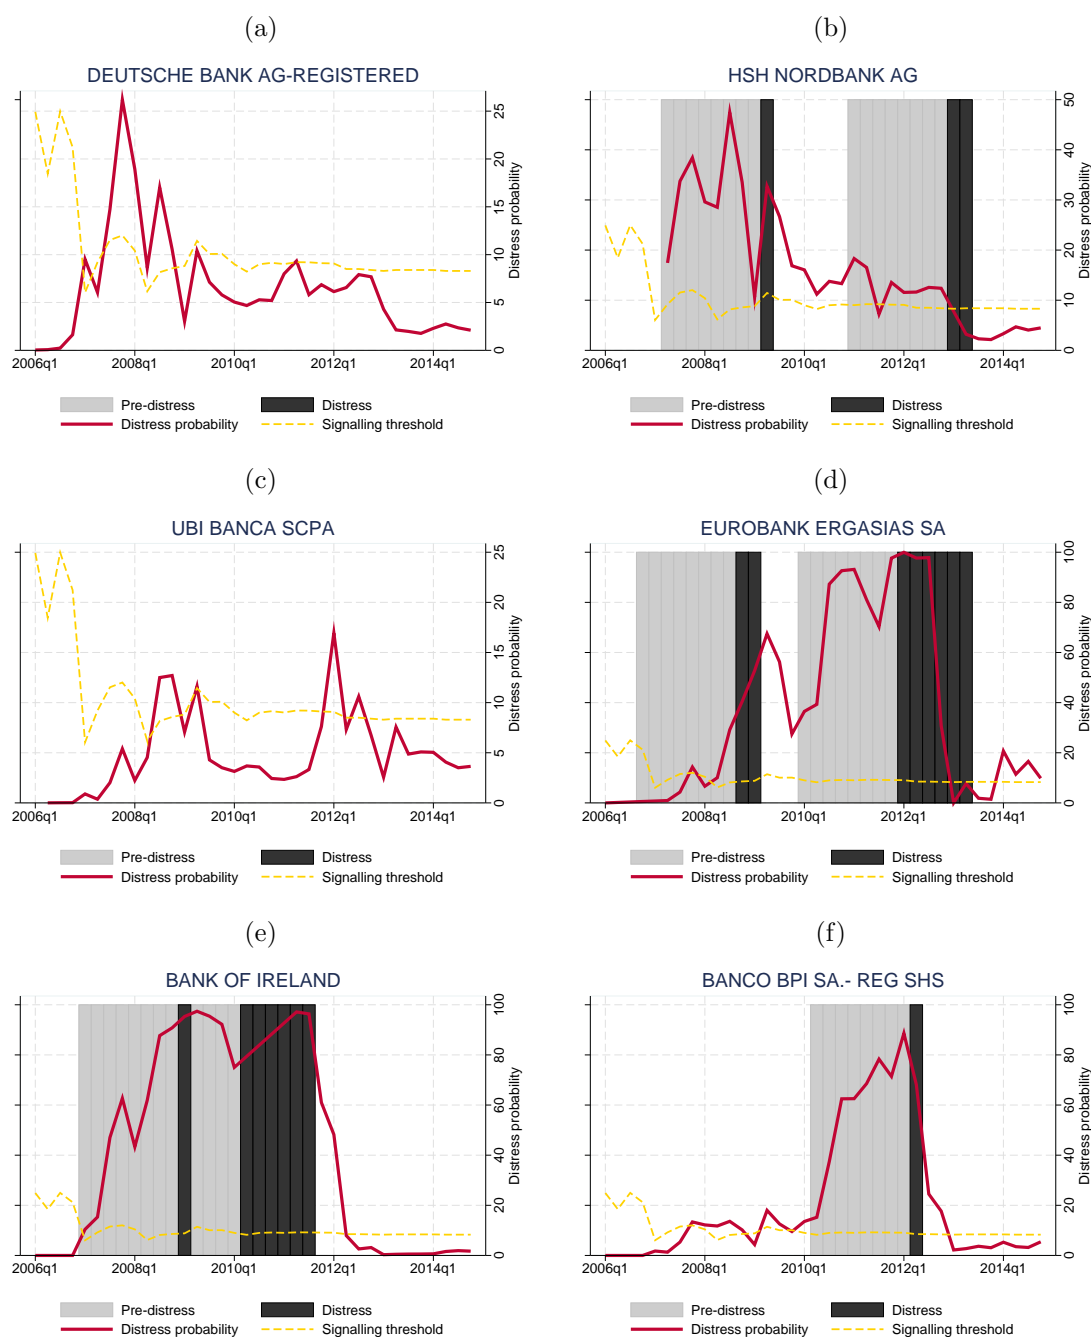 (a)
DEUTSCHE BANK AG-REGISTERED
0 5 10 15 20 25
Distress probability
2006q1 2008q1 2010q1 2012q1 2014q1
Pre-distress Distress
Distress probability Signalling threshold
(b)
HSH NORDBANK AG
0 10 20 30 40 50
Distress probability
2006q1 2008q1 2010q1 2012q1 2014q1
Pre-distress Distress
Distress probability Signalling threshold
(c)
UBI BANCA SCPA
0 5 10 15 20 25
Distress probability
2006q1 2008q1 2010q1 2012q1 2014q1
Pre-distress Distress
Distress probability Signalling threshold
(d)
EUROBANK ERGASIAS SA
0 20 40 60 80 100
Distress probability
2006q1 2008q1 2010q1 2012q1 2014q1
Pre-distress Distress
Distress probability Signalling threshold
(e)
BANK OF IRELAND
0 20 40 60 80 100
Distress probability
2006q1 2008q1 2010q1 2012q1 2014q1
Pre-distress Distress
Distress probability Signalling threshold
(f)
BANCO BPI SA.- REG SHS
0 20 40 60 80 100
Distress probability
2006q1 2008q1 2010q1 2012q1 2014q1
Pre-distress Distress
Distress probability Signalling threshold